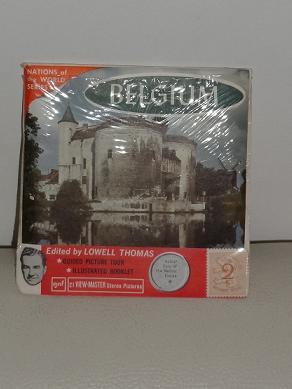 NATIONS of
the WORLD
SERIES
BELGIUM
Edited by LOWELL THOMAS
★ GUIDED PICTURE TOUR
★ ILLUSTRATED BOOKLET
gaf
21 VIEW-MASTER Stereo Pictures
2